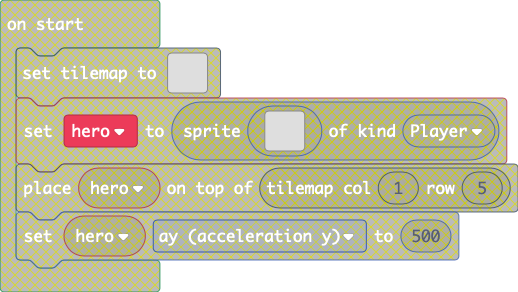 on start
set tilemap to
set hero to sprite of kind Player
place hero on top of tilemap col 1 row 5
set hero ay (acceleration y) to 500